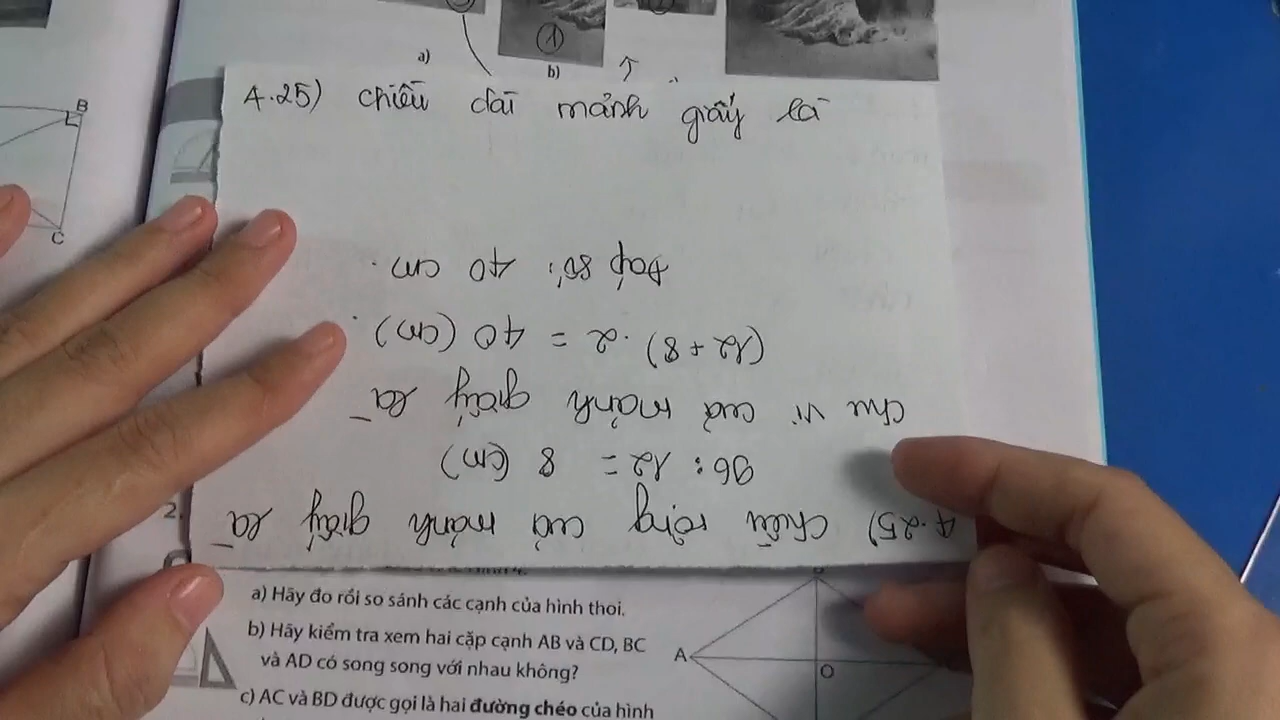 a)
b)
1
B
C
4.25) chiều dài mảnh giấy là
4.25) chiều rộng của mảnh giấy là
96 : 12 = 8 (cm)
chu vi của mảnh giấy là
(12 + 8) . 2 = 40 (cm).
Đáp số: 40 cm.
2.
a) Hãy đo rồi so sánh các cạnh của hình thoi.
b) Hãy kiểm tra xem hai cặp cạnh AB và CD, BC
và AD có song song với nhau không?
c) AC và BD được gọi là hai đường chéo của hình
A
O